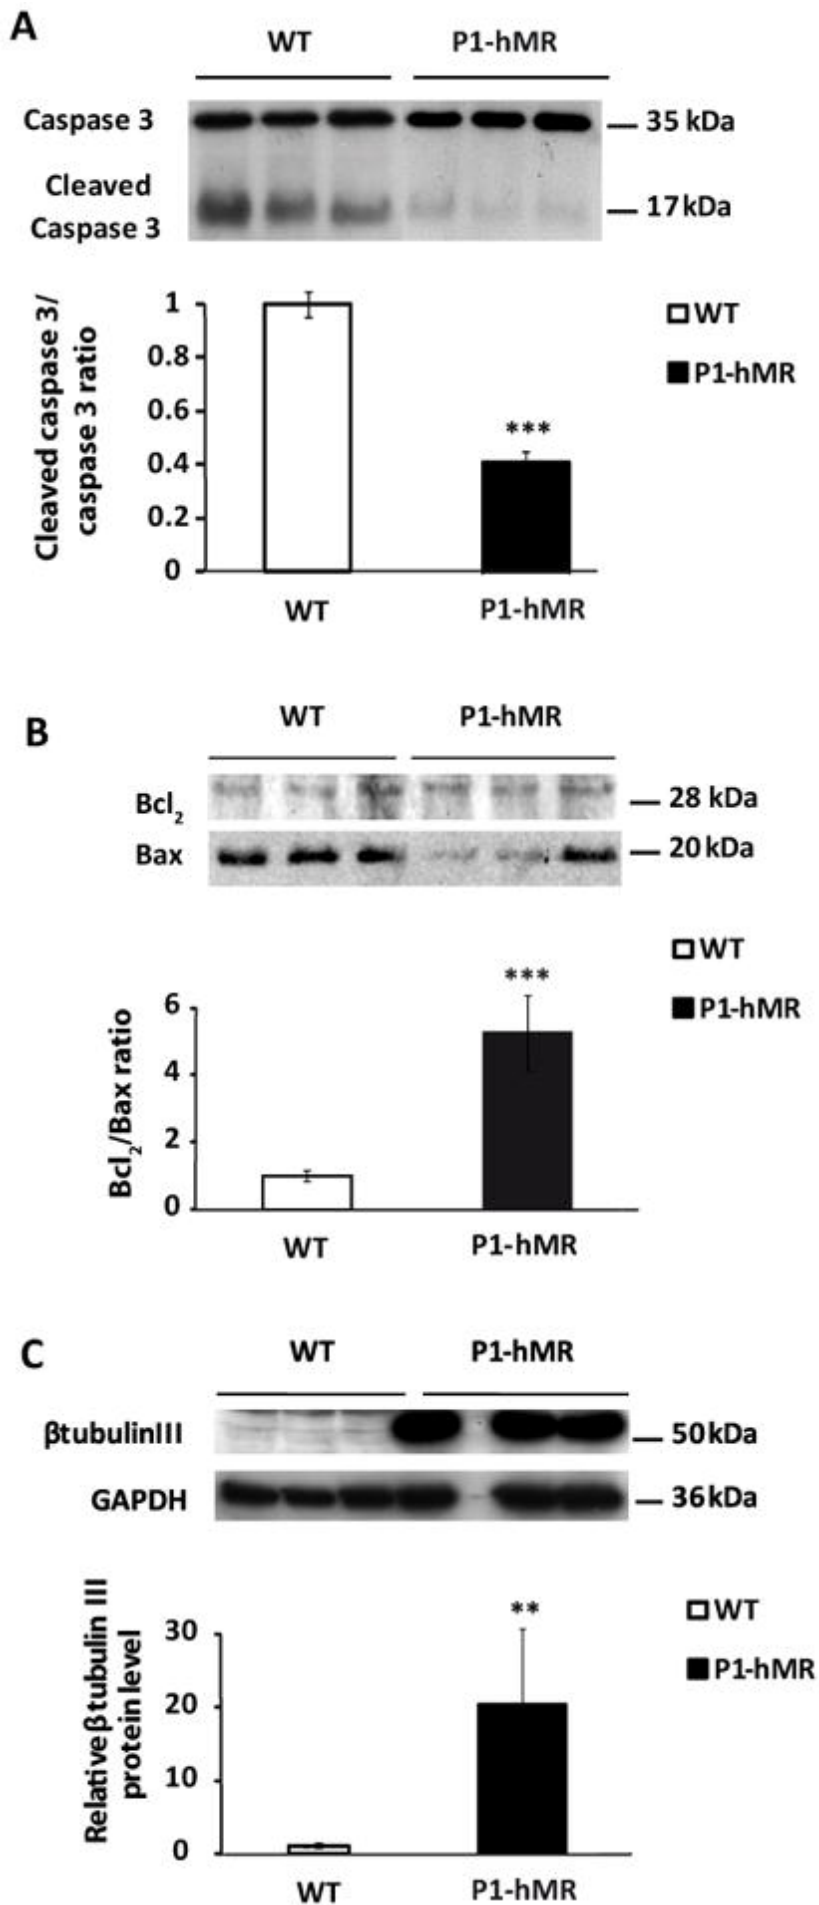 A
WT P1-hMR
Caspase 3
35 kDa
Cleaved
Caspase 3
17kDa
Cleaved caspase 3/
caspase 3 ratio
1
0.8
0.6
0.4
0.2
0
***
WT
P1-hMR
WT
P1-hMR
B
WT P1-hMR
Bcl₂
28 kDa
Bax
20kDa
Bcl₂/Bax ratio
6
4
2
0
***
WT
P1-hMR
WT
P1-hMR
C
WT P1-hMR
βtubulinIII
50kDa
GAPDH
36kDa
Relative β tubulin III
protein level
30
20
10
0
**
WT
P1-hMR
WT
P1-hMR